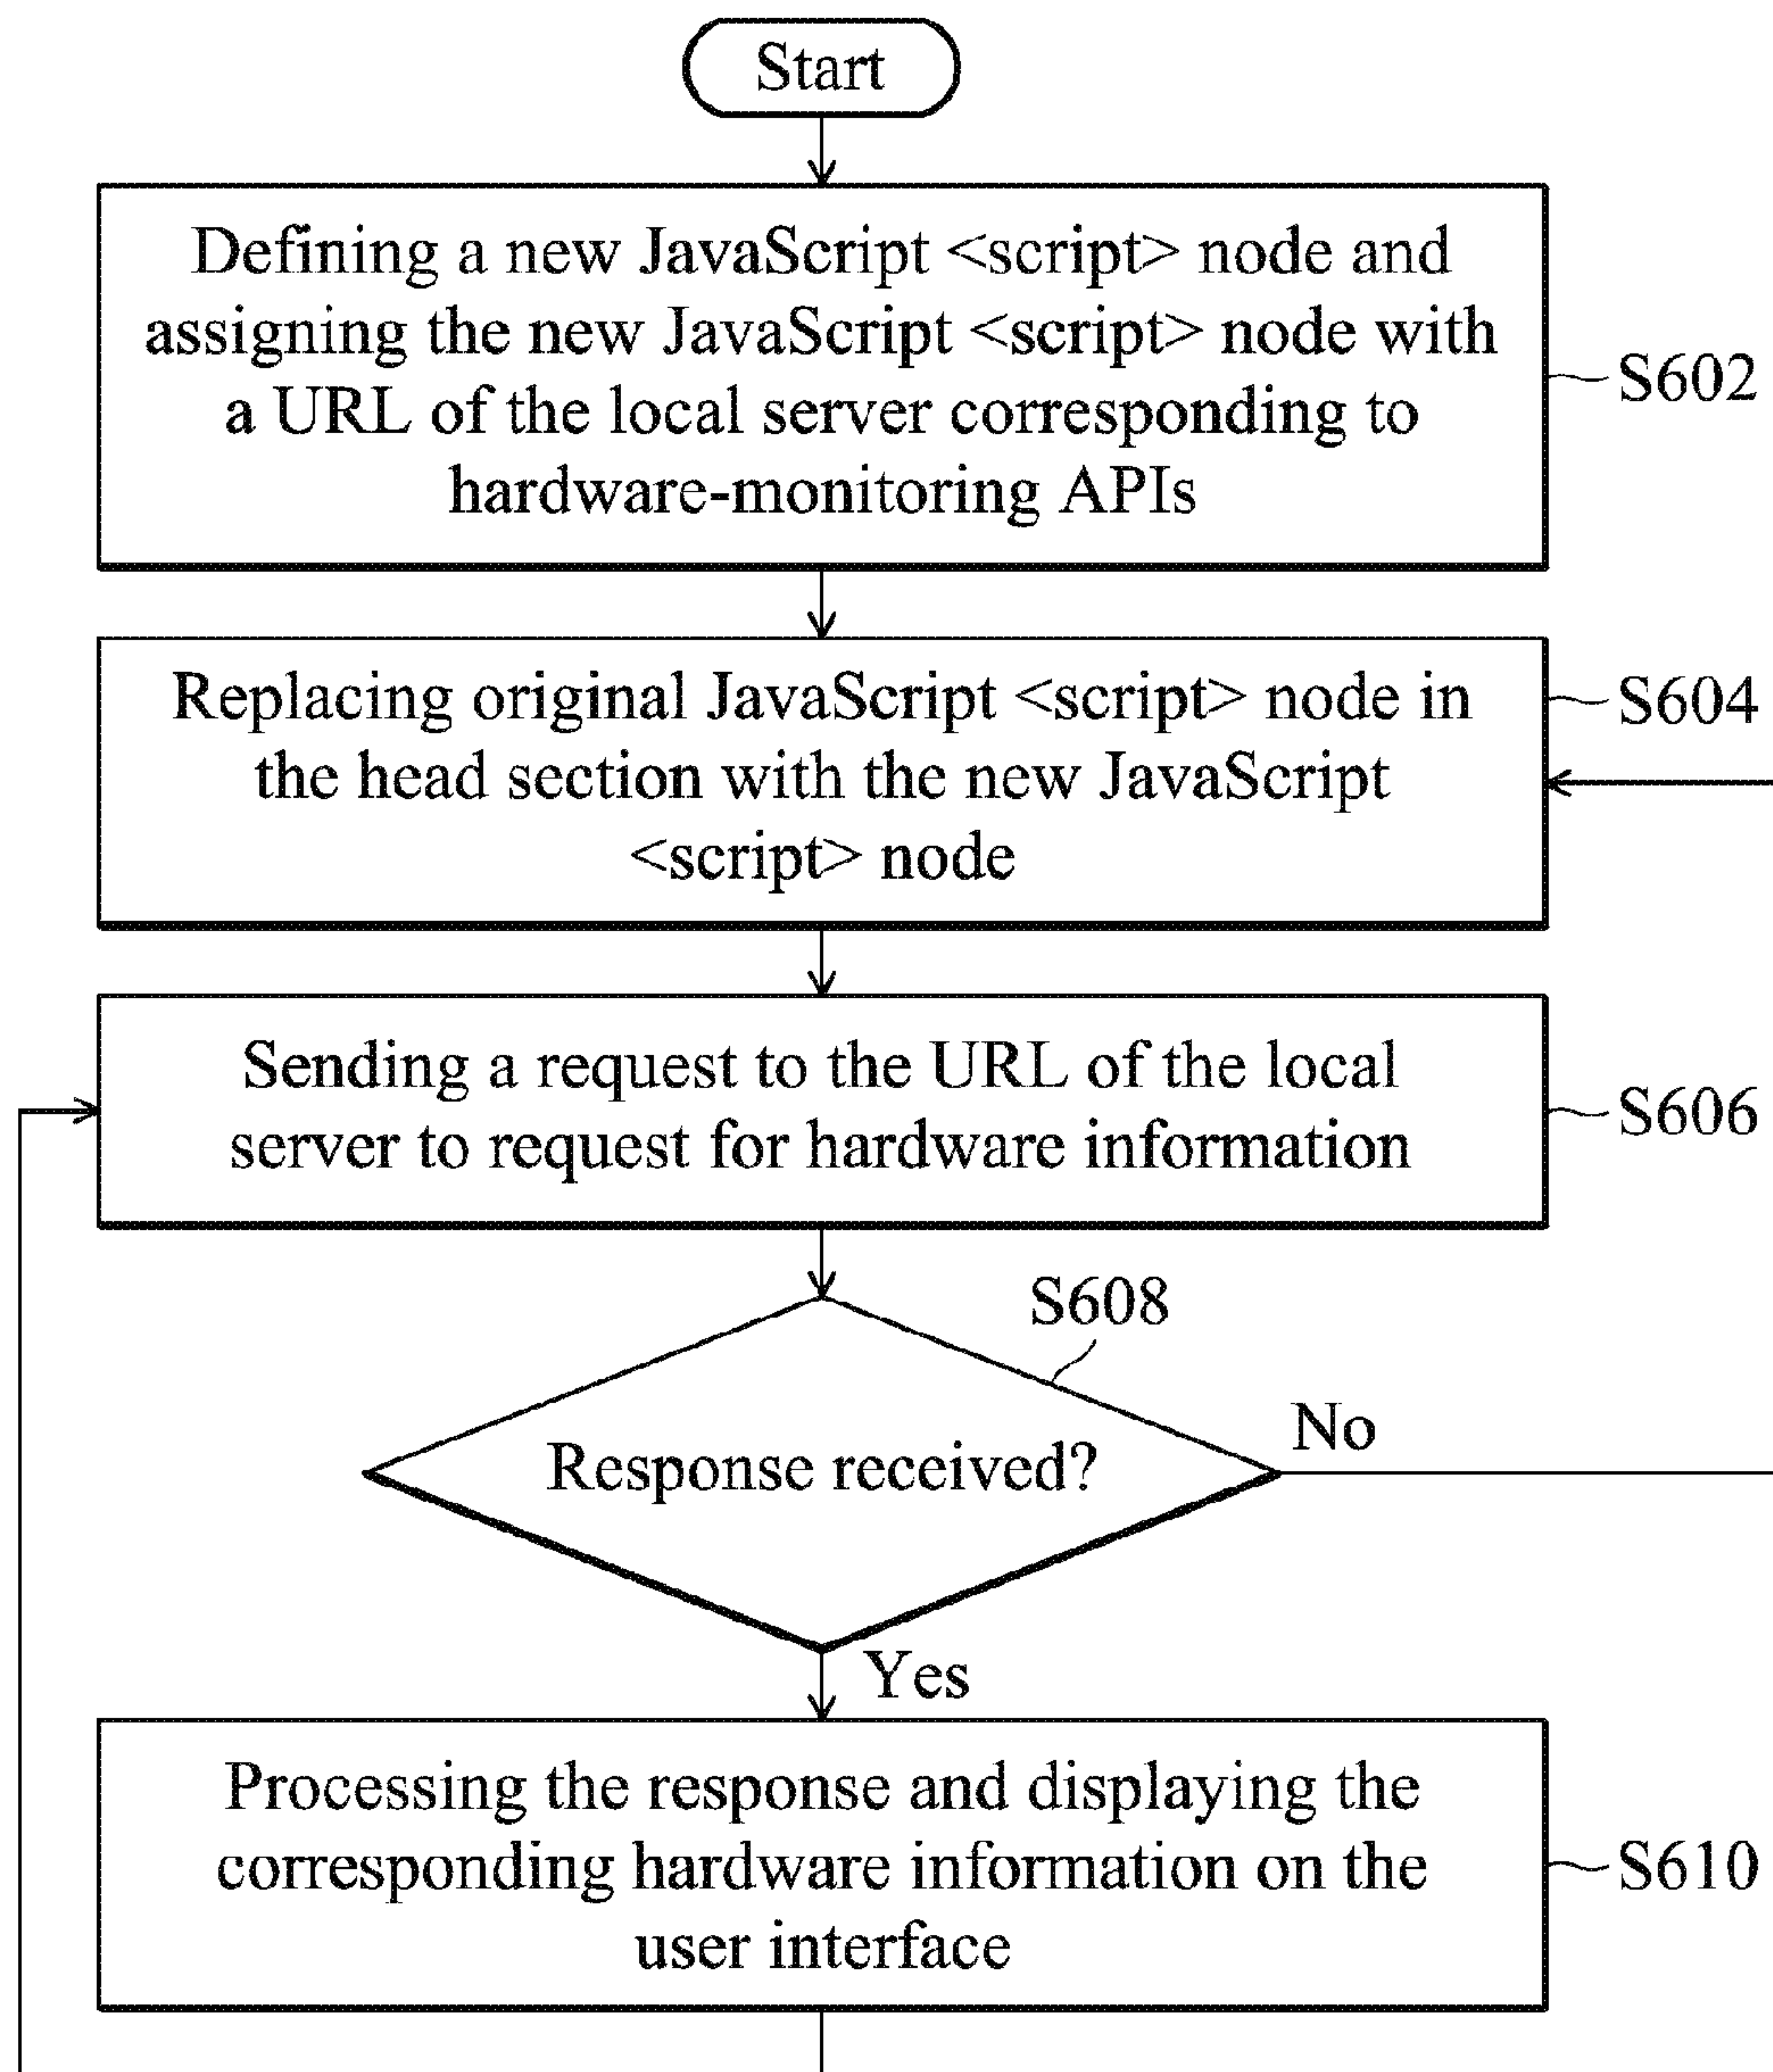 Start
Defining a new JavaScript <script> node and
assigning the new JavaScript <script> node with
a URL of the local server corresponding to
hardware-monitoring APIs
S602
Replacing original JavaScript <script> node in
the head section with the new JavaScript
<script> node
S604
Sending a request to the URL of the local
server to request for hardware information
S606
S608
Response received?
No
Yes
Processing the response and displaying the
corresponding hardware information on the
user interface
S610